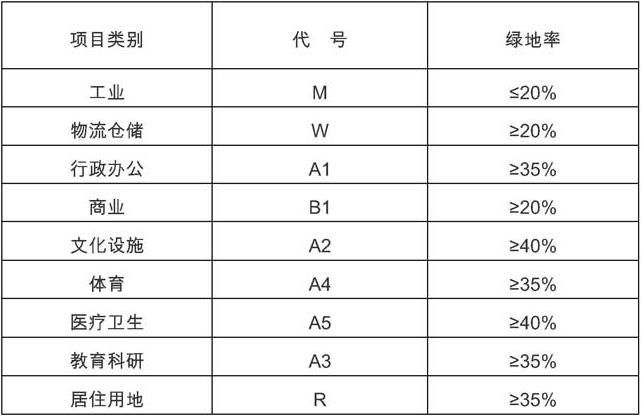 项目类别 代 号 绿地率
工业 M ≤20%
物流仓储 W ≥20%
行政办公 A1 ≥35%
商业 B1 ≥20%
文化设施 A2 ≥40%
体育 A4 ≥35%
医疗卫生 A5 ≥40%
教育科研 A3 ≥35%
居住用地 R ≥35%